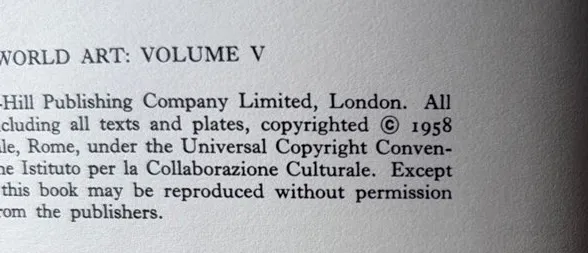 WORLD ART: VOLUME V
-Hill Publishing Company Limited, London. All
cluding all texts and plates, copyrighted © 1958
le, Rome, under the Universal Copyright Conven-
ne Istituto per la Collaborazione Culturale. Except
this book may be reproduced without permission
rom the publishers.